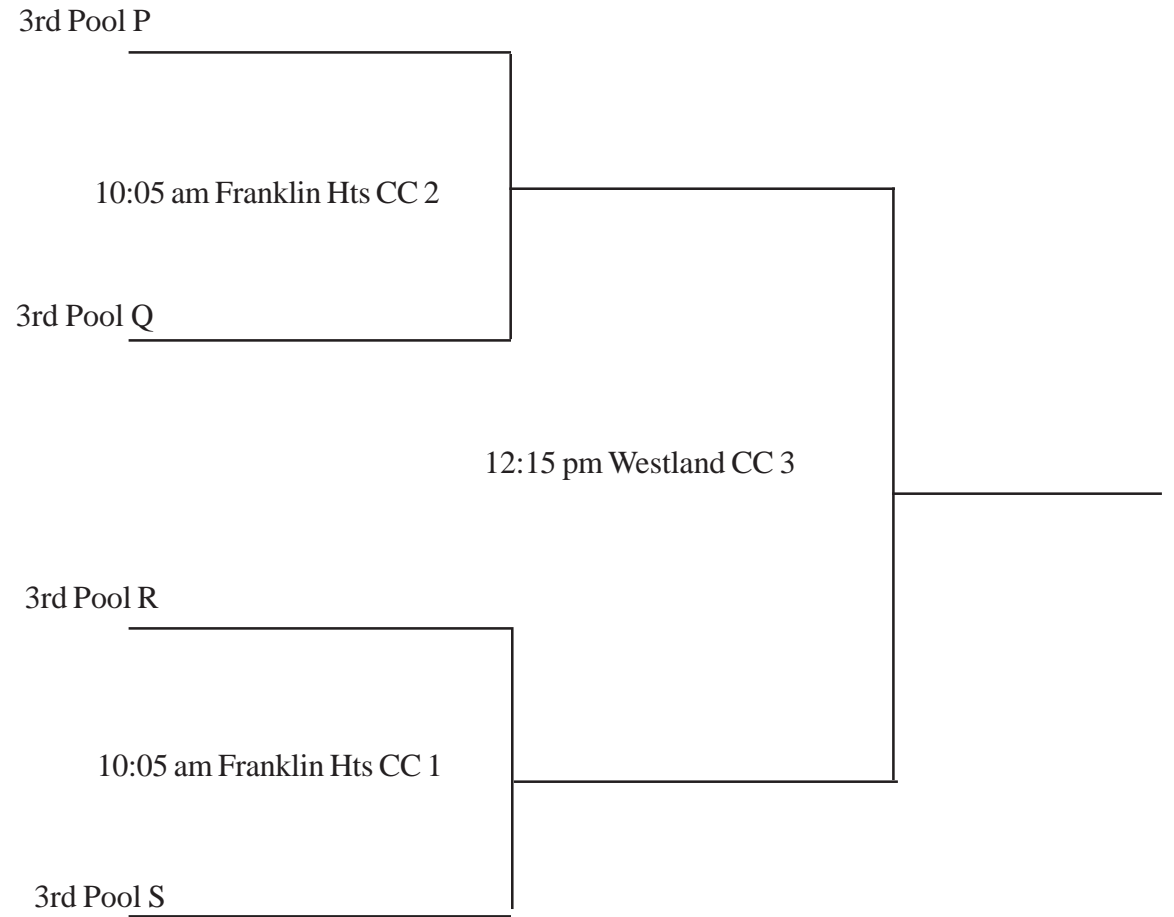 3rd Pool P
10:05 am Franklin Hts CC 2
3rd Pool Q
12:15 pm Westland CC 3
3rd Pool R
10:05 am Franklin Hts CC 1
3rd Pool S